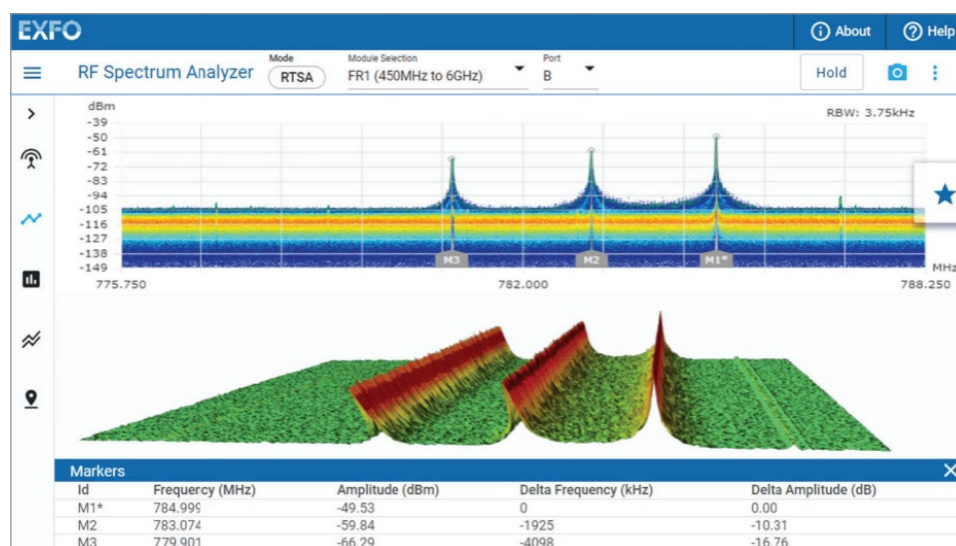 EXFO
About
Help
RF Spectrum Analyzer
Mode
RTSA
Module Selection
FR1 (450MHz to 6GHz)
Port
B
Hold
dBm
RBW: 3.75kHz
-39
-50
-61
-72
-83
-94
-105
-116
-127
-138
-149
M3 M2 M1*
MHz
775.750 782.000 788.250
Markers
Id Frequency (MHz) Amplitude (dBm) Delta Frequency (kHz) Delta Amplitude (dB)
M1* 784.999 -49.53 0 0.00
M2 783.074 -59.84 -1925 -10.31
M3 779.901 -66.29 -4098 -16.76